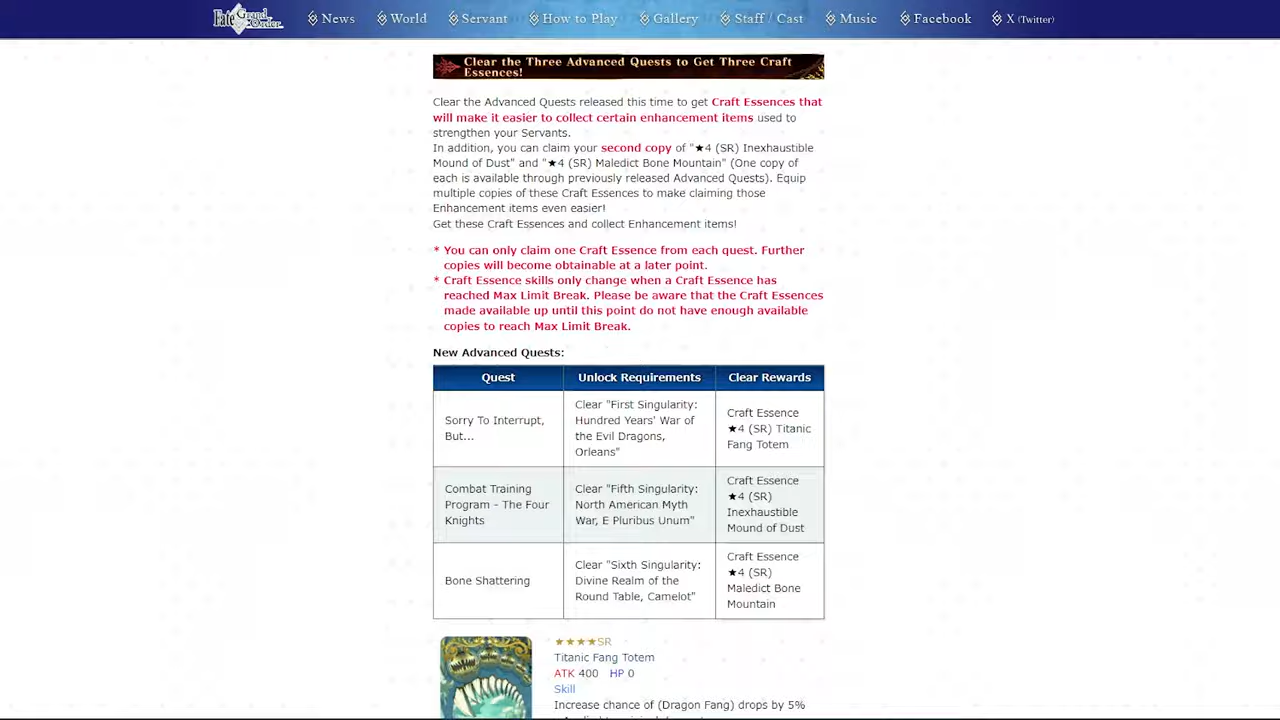 Fate Grand Order News World Servant How to Play Gallery Staff / Cast Music Facebook X (Twitter)
Clear the Three Advanced Quests to Get Three Craft
Essences!
Clear the Advanced Quests released this time to get Craft Essences that
will make it easier to collect certain enhancement items used to
strengthen your Servants.
In addition, you can claim your second copy of "★4 (SR) Inexhaustible
Mound of Dust" and "★4 (SR) Maledict Bone Mountain" (One copy of
each is available through previously released Advanced Quests). Equip
multiple copies of these Craft Essences to make claiming those
Enhancement items even easier!
Get these Craft Essences and collect Enhancement items!
* You can only claim one Craft Essence from each quest. Further
copies will become obtainable at a later point.
* Craft Essence skills only change when a Craft Essence has
reached Max Limit Break. Please be aware that the Craft Essences
made available up until this point do not have enough available
copies to reach Max Limit Break.
New Advanced Quests:
Quest Unlock Requirements Clear Rewards
Sorry To Interrupt,
But...
Clear "First Singularity:
Hundred Years' War of
the Evil Dragons,
Orleans"
Craft Essence
★4 (SR) Titanic
Fang Totem
Combat Training
Program - The Four
Knights
Clear "Fifth Singularity:
North American Myth
War, E Pluribus Unum"
Craft Essence
★4 (SR)
Inexhaustible
Mound of Dust
Bone Shattering
Clear "Sixth Singularity:
Divine Realm of the
Round Table, Camelot"
Craft Essence
★4 (SR)
Maledict Bone
Mountain
★★★★SR
Titanic Fang Totem
ATK 400 HP 0
Skill
Increase chance of (Dragon Fang) drops by 5%